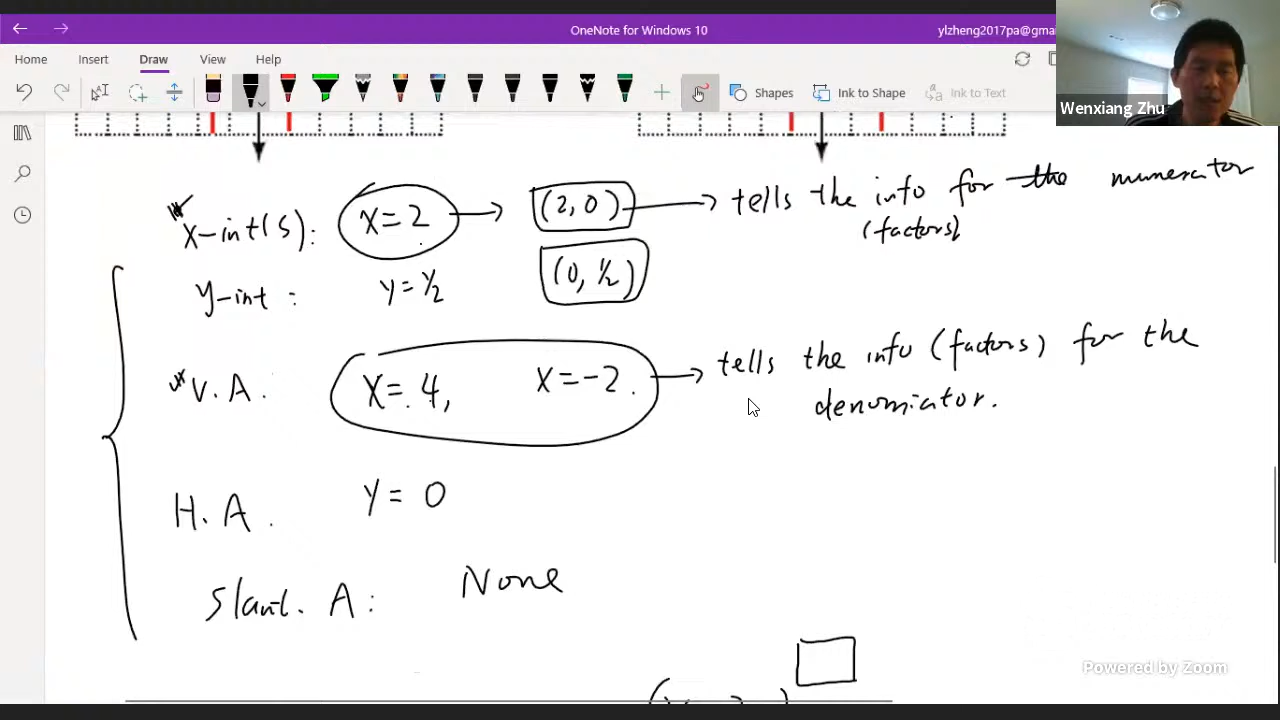 OneNote for Windows 10
ylzheng2017pa@gmai
Home Insert Draw View Help
Shapes Ink to Shape Ink to Text
Wenxiang Zhu
x-int(s): x=2 → (2,0) → tells the info for the numerator
(factors)
y-int : y=1/2 (0, 1/2)
V.A. x=4, x=-2. → tells the info (factors) for the
denomiator.
H.A. y=0
Slant. A: None
Powered by Zoom